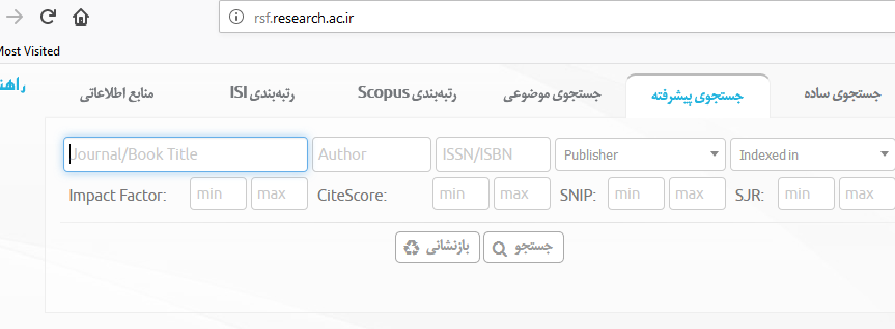 rsf.research.ac.ir
Most Visited
جستجوی ساده جستجوی پیشرفته جستجوی موضوعی رتبه‌بندی Scopus رتبه‌بندی ISI منابع اطلاعاتی
Journal/Book Title Author ISSN/ISBN Publisher Indexed in
Impact Factor: min max CiteScore: min max SNIP: min max SJR: min max
جستجو بازنشانی